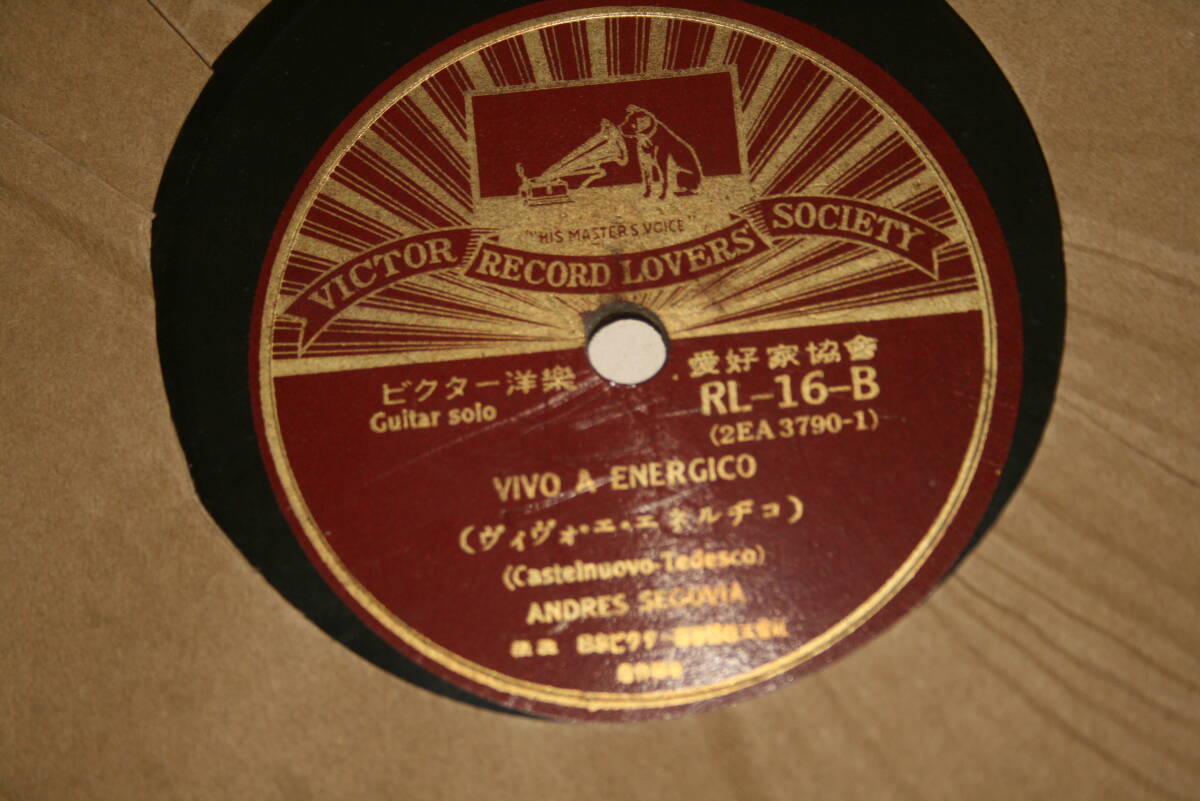 "HIS MASTER'S VOICE"
VICTOR RECORD LOVERS' SOCIETY
ビクター洋樂愛好家協會
Guitar solo
RL-16-B
(2EA 3790-1)
VIVO A ENERGICO
(ヴィヴォ・エ・エネルヂコ)
(Castelnuovo-Tedesco)
ANDRES SEGOVIA